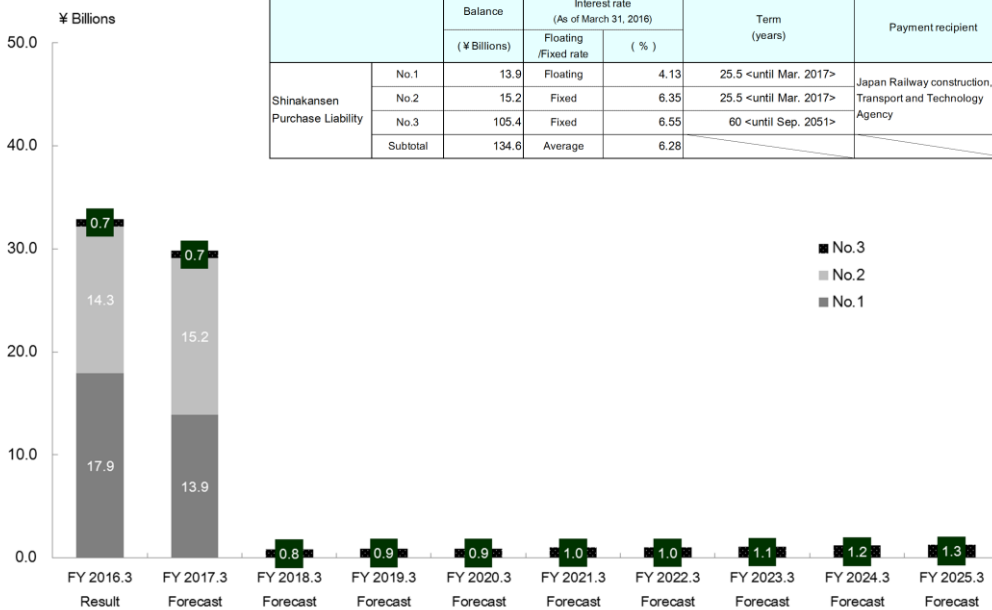 ¥ Billions
Balance
Interest rate
(As of March 31, 2016)
Term
(years)
Payment recipient
(¥ Billions)
Floating
/Fixed rate
( % )
Shinakansen
Purchase Liability
No.1 13.9 Floating 4.13 25.5 <until Mar. 2017>
No.2 15.2 Fixed 6.35 25.5 <until Mar. 2017>
No.3 105.4 Fixed 6.55 60 <until Sep. 2051>
Subtotal 134.6 Average 6.28
Japan Railway construction,
Transport and Technology
Agency
50.0
40.0
30.0
20.0
10.0
0.0
0.7
14.3
17.9
0.7
15.2
13.9
0.8
0.9
0.9
1.0
1.0
1.1
1.2
1.3
No.3
No.2
No.1
FY 2016.3 FY 2017.3 FY 2018.3 FY 2019.3 FY 2020.3 FY 2021.3 FY 2022.3 FY 2023.3 FY 2024.3 FY 2025.3
Result Forecast Forecast Forecast Forecast Forecast Forecast Forecast Forecast Forecast